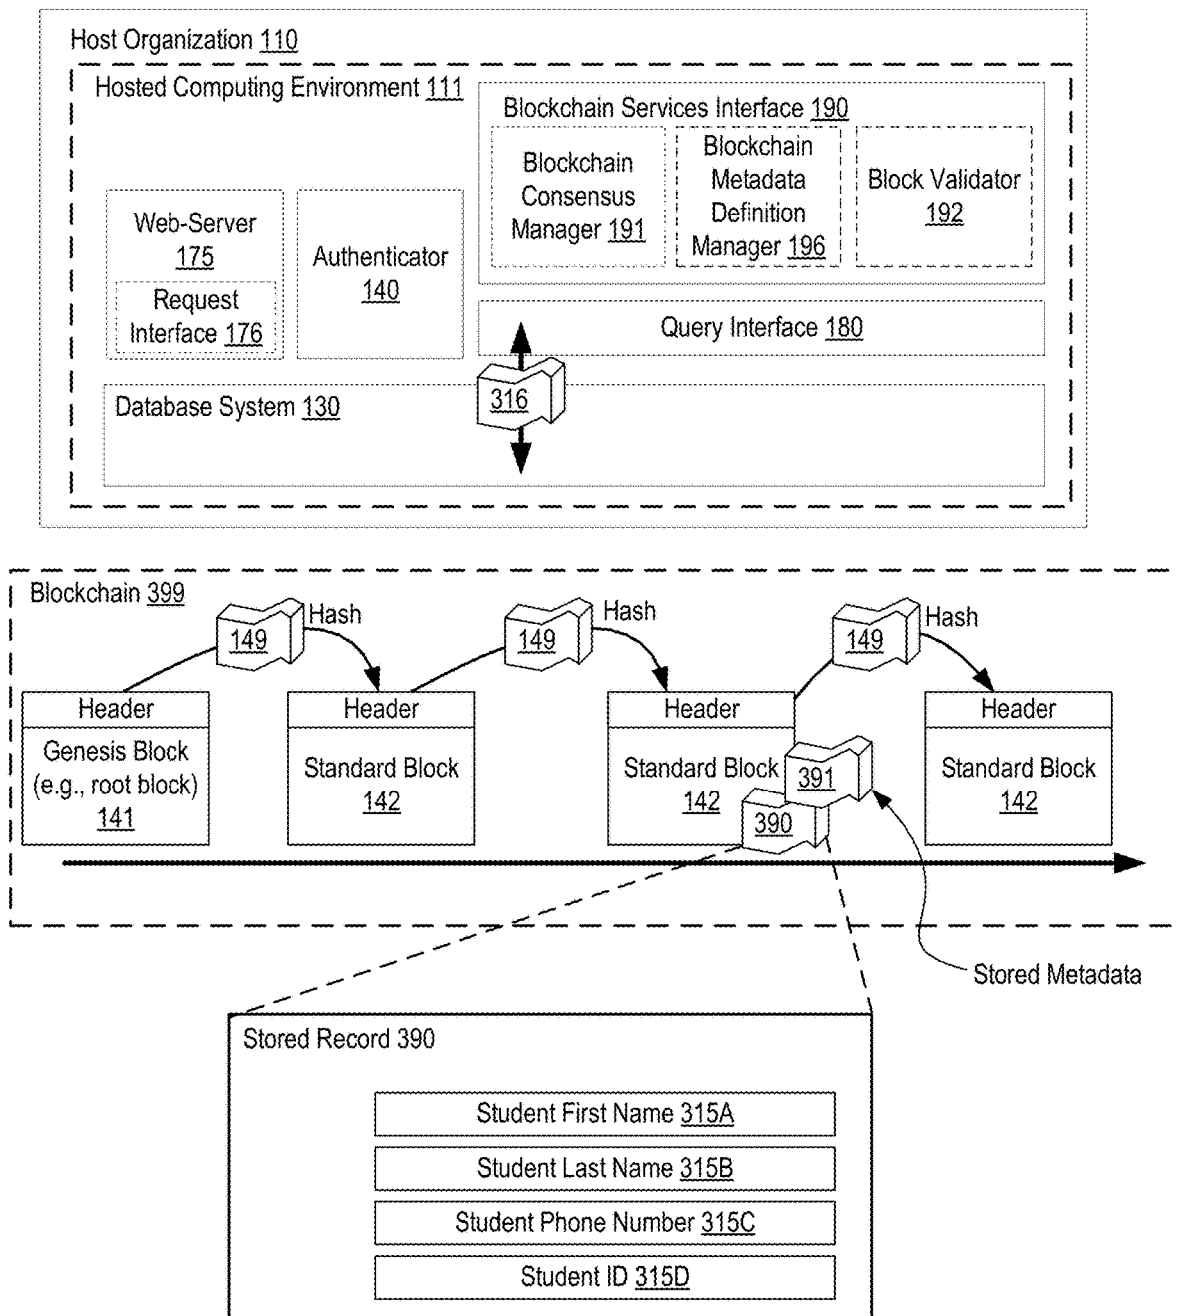 Host Organization 110
Hosted Computing Environment 111
Blockchain Services Interface 190
Blockchain
Consensus
Manager 191
Blockchain
Metadata
Definition
Manager 196
Block Validator
192
Web-Server
175
Request
Interface 176
Authenticator
140
Query Interface 180
316
Database System 130
Blockchain 399
149
Hash
149
Hash
149
Hash
Header
Genesis Block
(e.g., root block)
141
Header
Standard Block
142
Header
Standard Block
142
391
390
Header
Standard Block
142
Stored Metadata
Stored Record 390
Student First Name 315A
Student Last Name 315B
Student Phone Number 315C
Student ID 315D